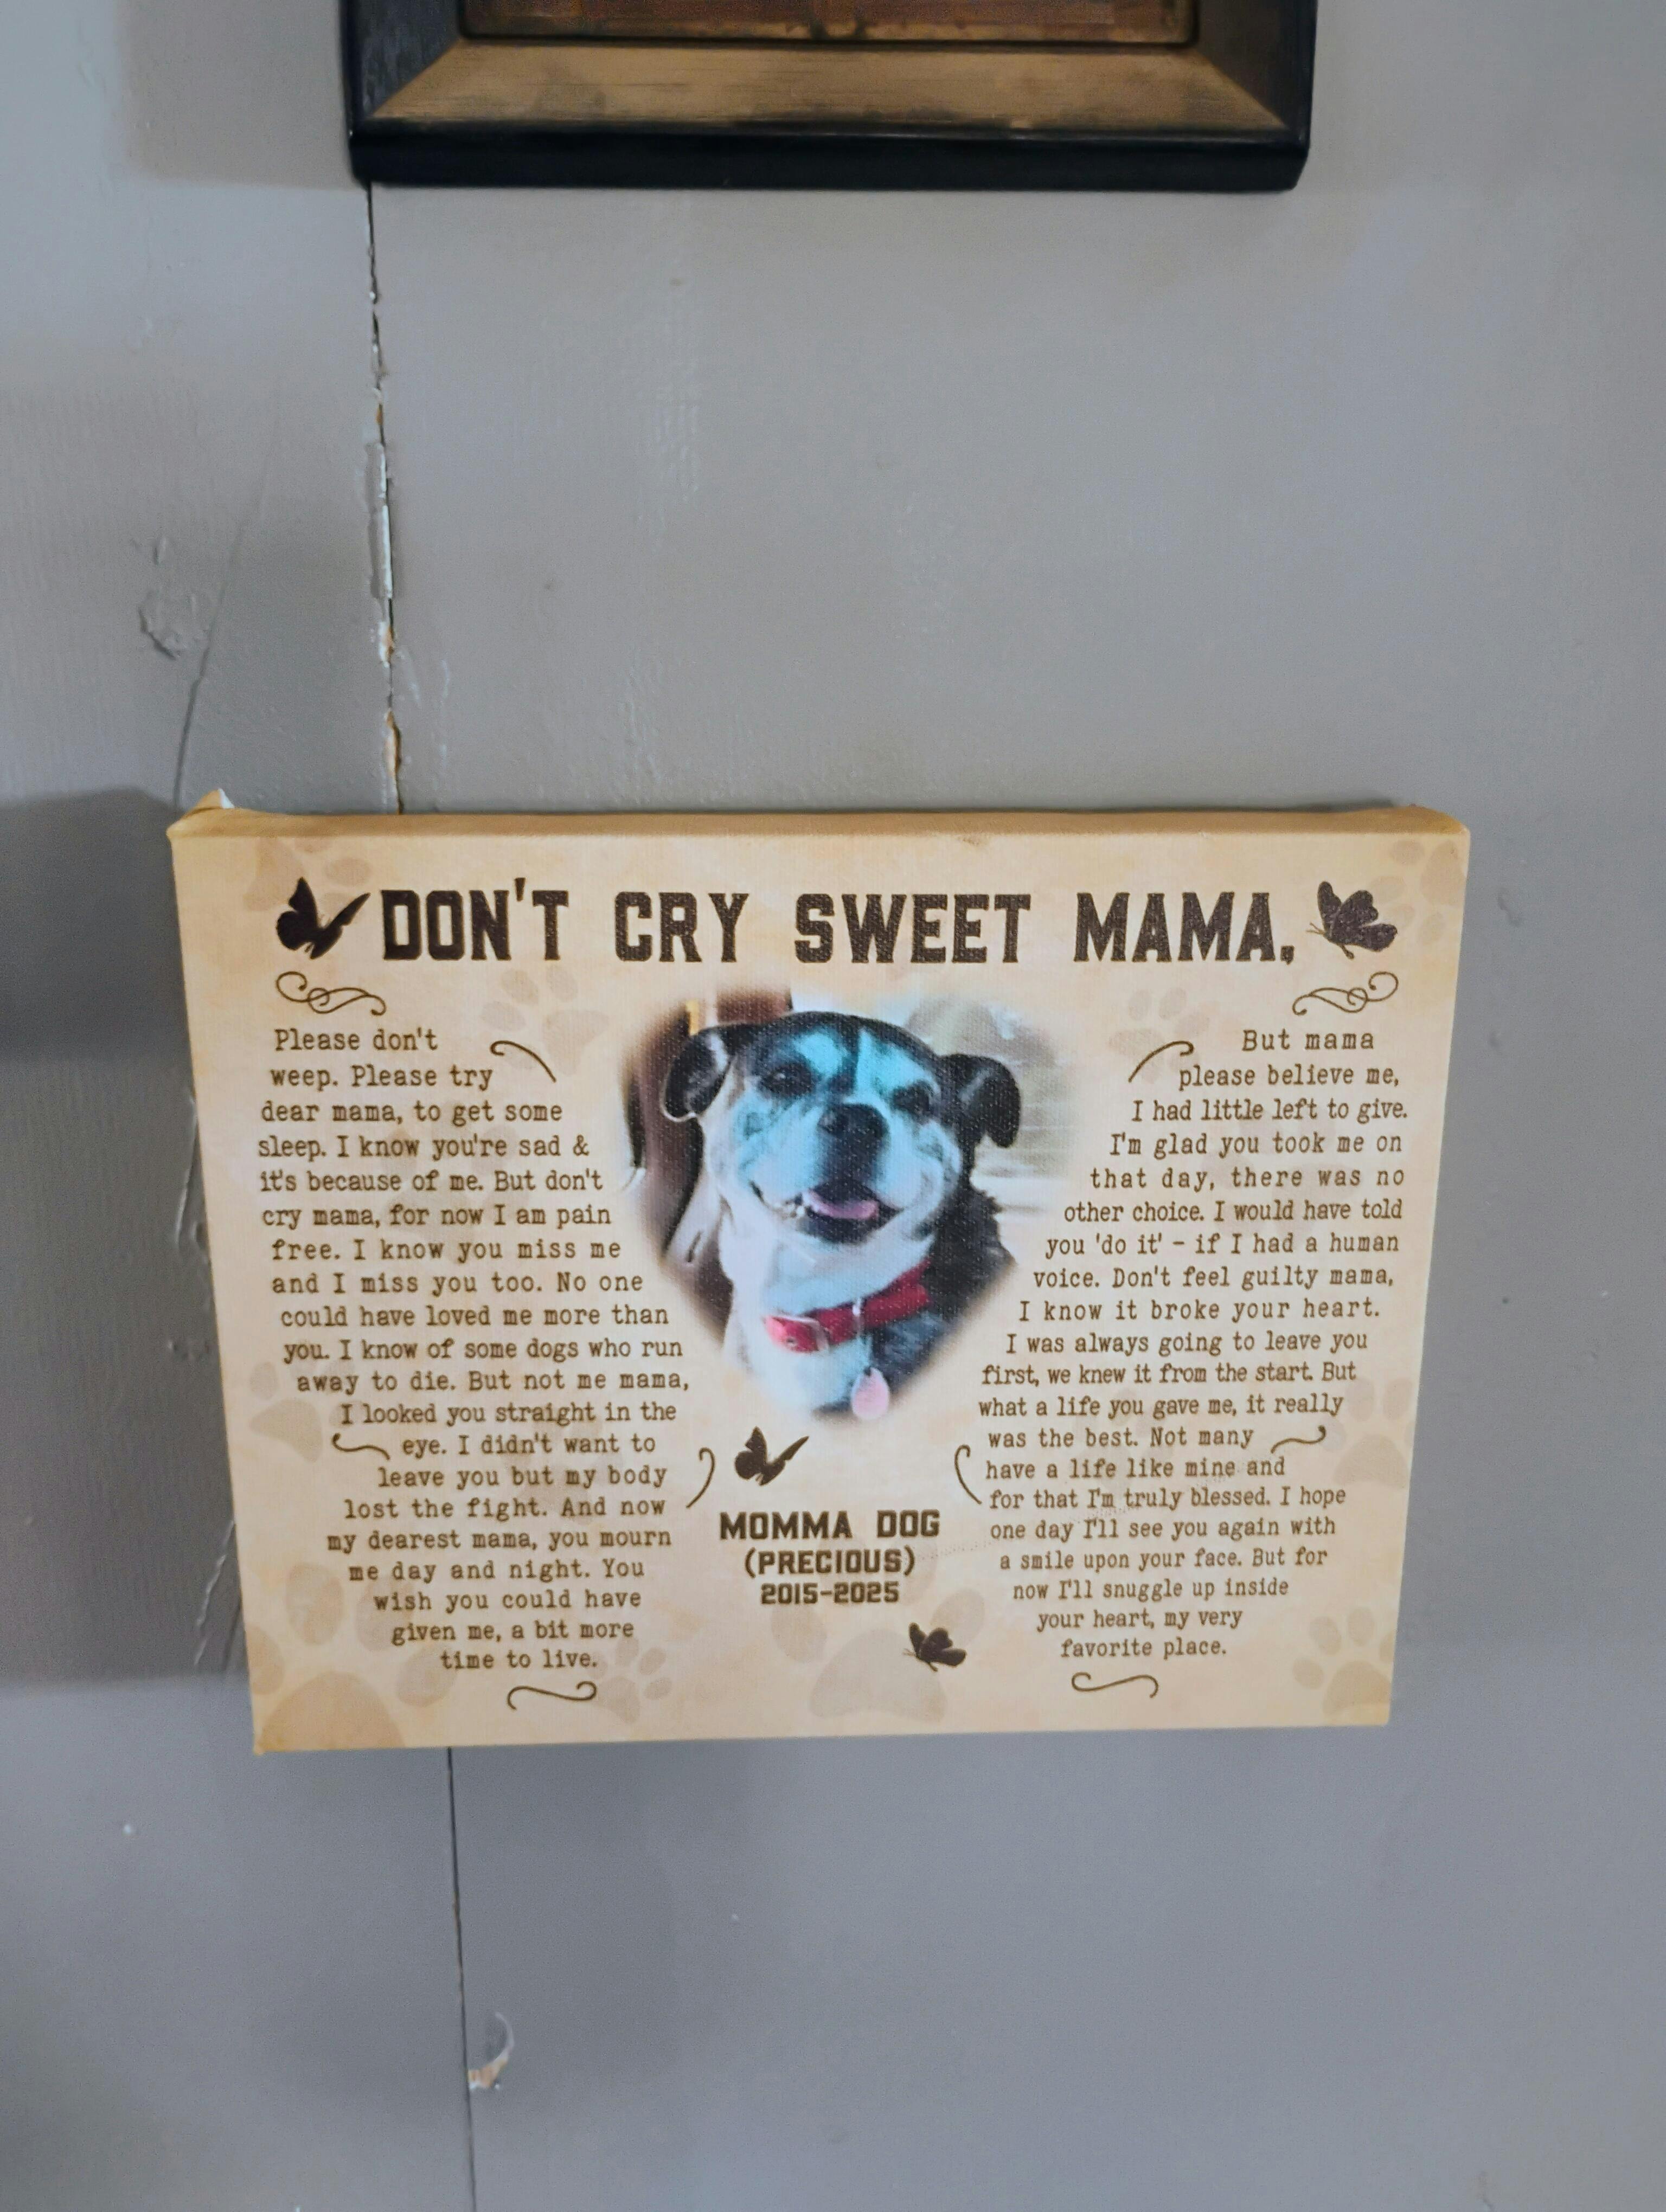 DON'T CRY SWEET MAMA,
Please don't
weep. Please try
dear mama, to get some
sleep. I know you're sad &
it's because of me. But don't
cry mama, for now I am pain
free. I know you miss me
and I miss you too. No one
could have loved me more than
you. I know of some dogs who run
away to die. But not me mama,
I looked you straight in the
eye. I didn't want to
leave you but my body
lost the fight. And now
my dearest mama, you mourn
me day and night. You
wish you could have
given me, a bit more
time to live.
But mama
please believe me,
I had little left to give.
I'm glad you took me on
that day, there was no
other choice. I would have told
you 'do it' - if I had a human
voice. Don't feel guilty mama,
I know it broke your heart.
I was always going to leave you
first, we knew it from the start. But
what a life you gave me, it really
was the best. Not many
have a life like mine and
for that I'm truly blessed. I hope
one day I'll see you again with
a smile upon your face. But for
now I'll snuggle up inside
your heart, my very
favorite place.
MOMMA DOG
(PRECIOUS)
2015-2025